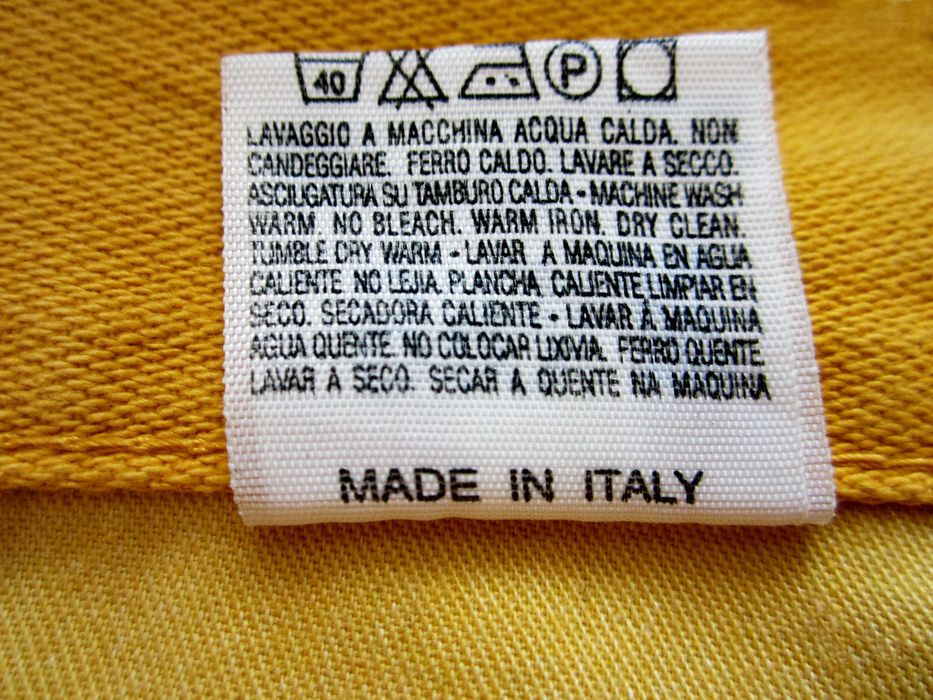 40 P
LAVAGGIO A MACCHINA ACQUA CALDA. NON
CANDEGGIARE. FERRO CALDO. LAVARE A SECCO.
ASCIUGATURA SU TAMBURO CALDA - MACHINE WASH
WARM. NO BLEACH. WARM IRON. DRY CLEAN.
TUMBLE DRY WARM - LAVAR A MAQUINA EN AGUA
CALIENTE. NO LEJIA. PLANCHA CALIENTE, LIMPIAR EN
SECO. SECADORA CALIENTE - LAVAR À MAQUINA
AGUA QUENTE. NO COLOCAR LIXIVIA. FERRO QUENTE.
LAVAR A SECO. SECAR A QUENTE NA MAQUINA
MADE IN ITALY